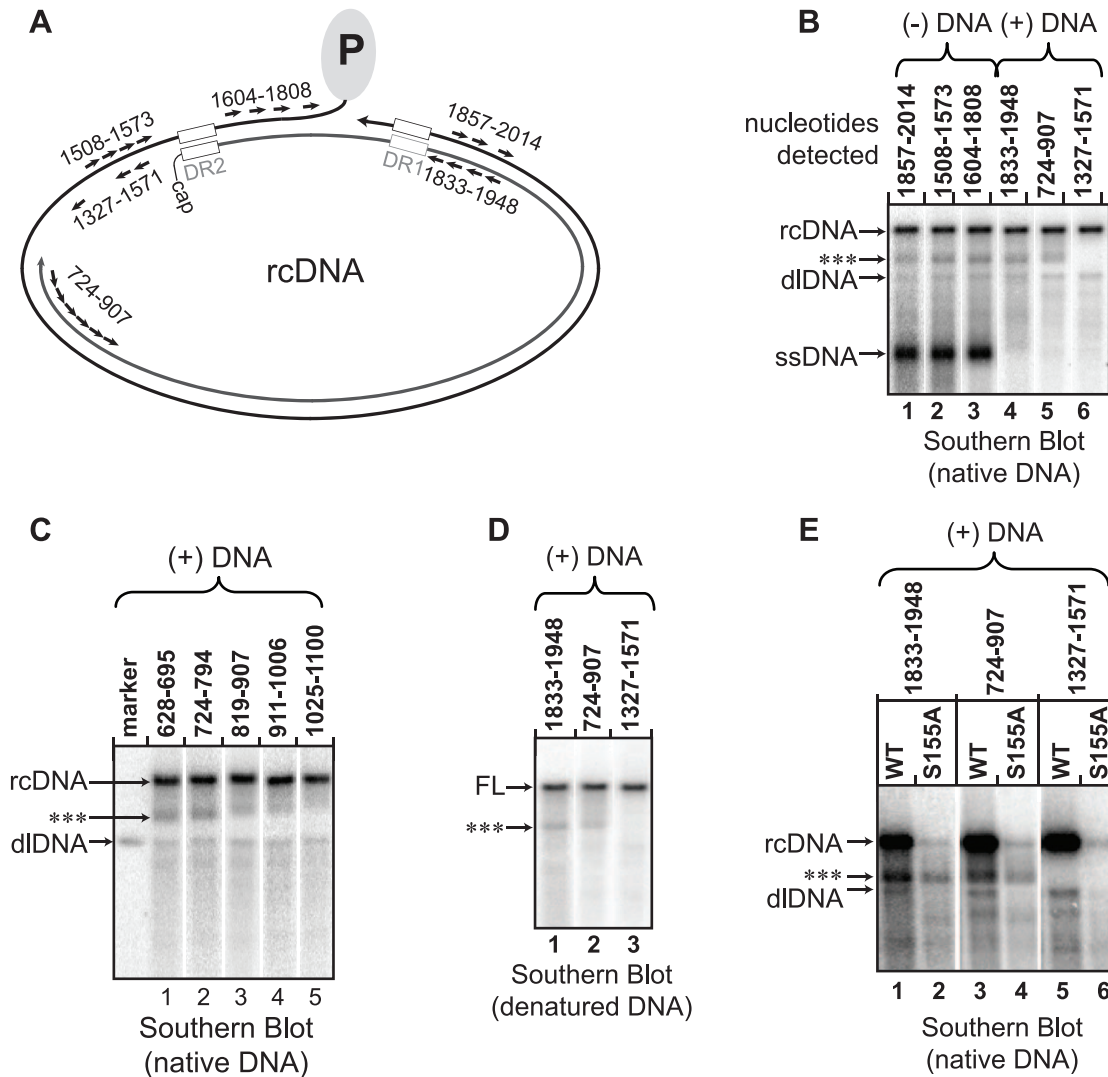 A
P
1604-1808
1508-1573
1857-2014
DR2
DR1
1833-1948
1327-1571
cap
724-907
rcDNA
B
(-) DNA (+) DNA
nucleotides
detected
1857-2014
1508-1573
1604-1808
1833-1948
724-907
1327-1571
rcDNA
***
dlDNA
ssDNA
1 2 3 4 5 6
Southern Blot
(native DNA)
C
(+) DNA
marker
628-695
724-794
819-907
911-1006
1025-1100
rcDNA
***
dlDNA
1 2 3 4 5
Southern Blot
(native DNA)
D
(+) DNA
1833-1948
724-907
1327-1571
FL
***
1 2 3
Southern Blot
(denatured DNA)
E
(+) DNA
1833-1948
724-907
1327-1571
WT
S155A
WT
S155A
WT
S155A
rcDNA
***
dlDNA
1 2 3 4 5 6
Southern Blot
(native DNA)